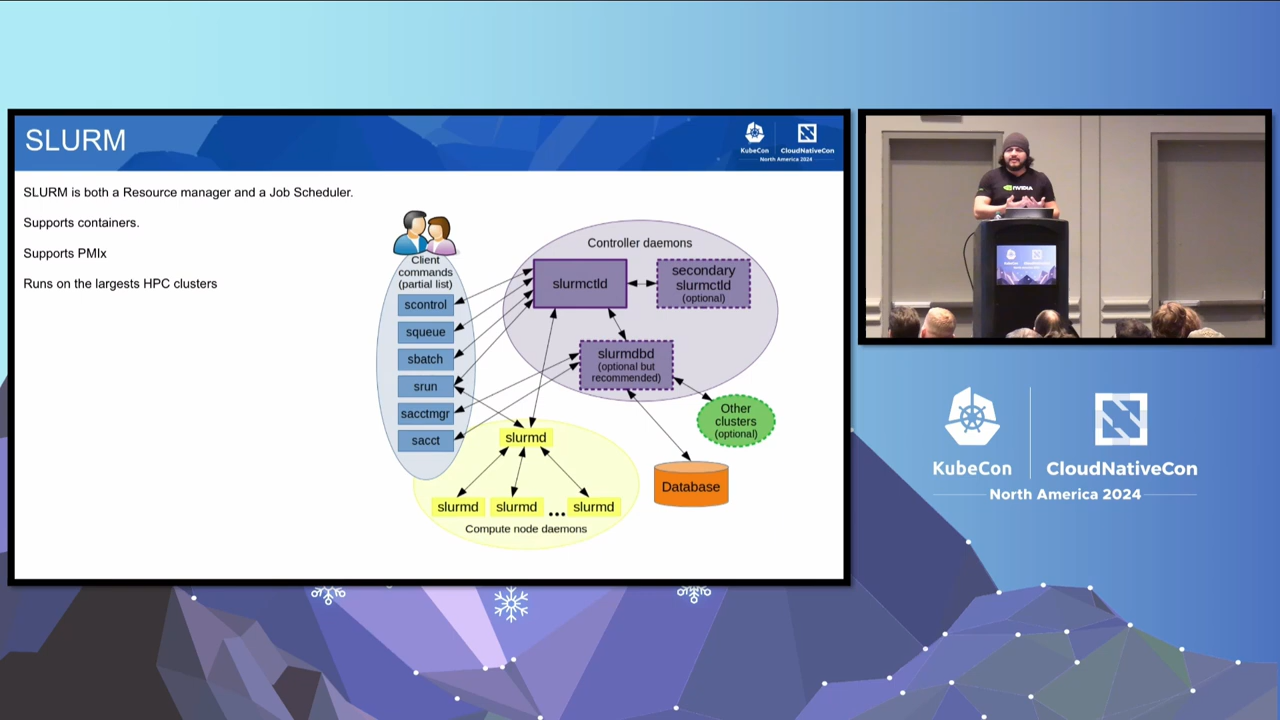 SLURM
KubeCon
CloudNativeCon
North America 2024
SLURM is both a Resource manager and a Job Scheduler.
Supports containers.
Supports PMIx
Runs on the largests HPC clusters
Client
commands
(partial list)
scontrol
squeue
sbatch
srun
sacctmgr
sacct
Controller daemons
slurmctld
secondary
slurmctld
(optional)
slurmdbd
(optional but
recommended)
Other
clusters
(optional)
Database
slurmd
slurmd
slurmd
...
slurmd
Compute node daemons
NVIDIA
KubeCon
CloudNativeCon
North America 2024